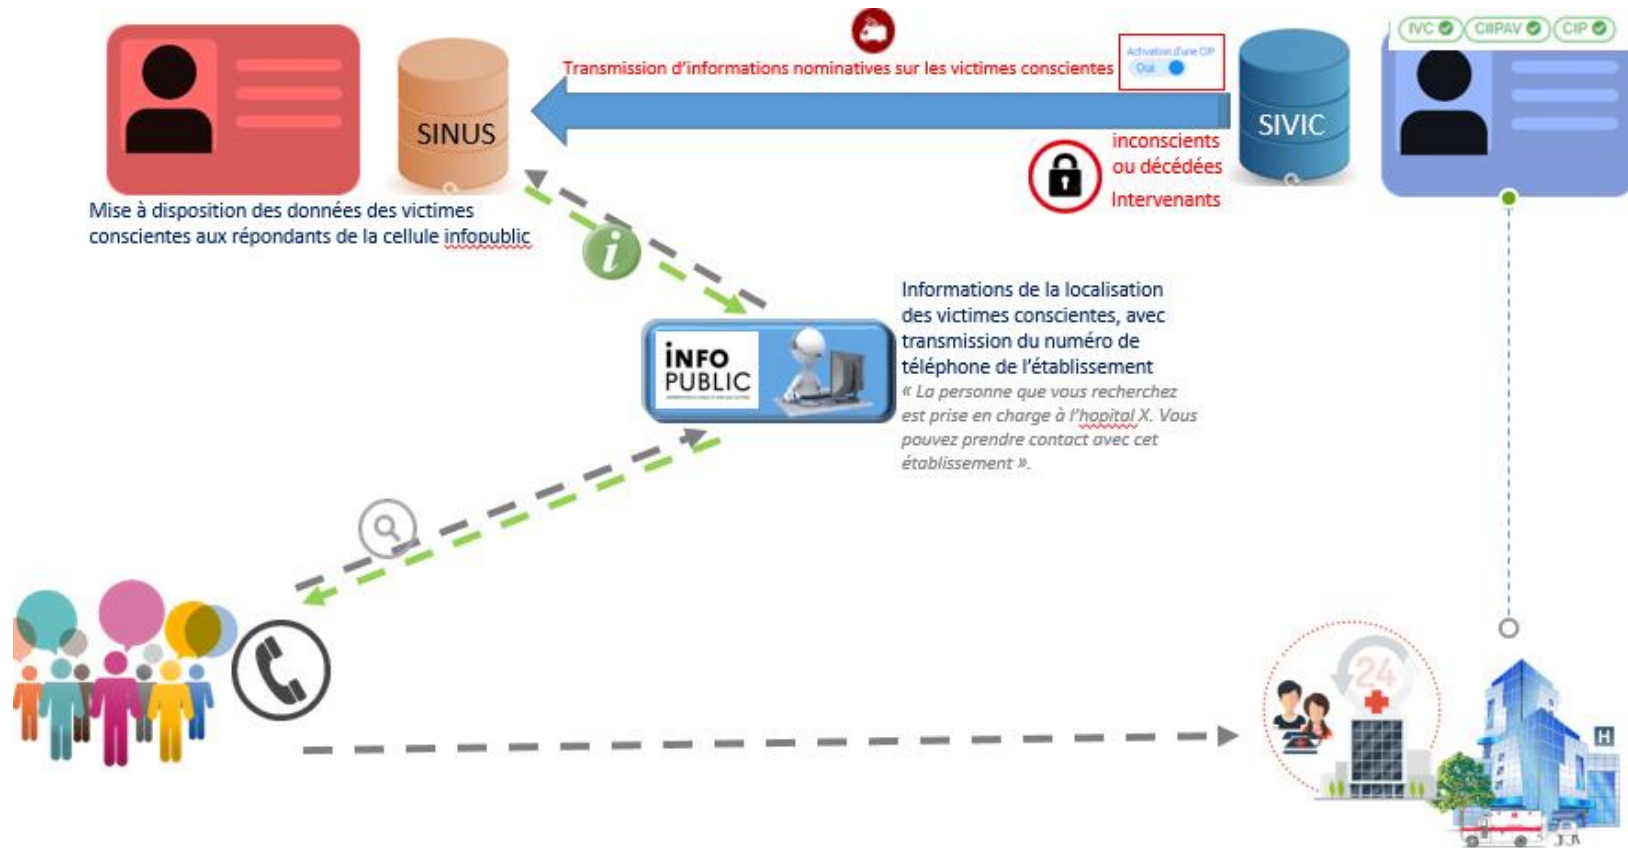 IVC CIIPAV CIP
Transmission d'informations nominatives sur les victimes conscientes
Activation d'une CIP
Oui
SINUS
SIVIC
inconscients
ou décédées
Intervenants
Mise à disposition des données des victimes
conscientes aux répondants de la cellule infopublic
i
Informations de la localisation
des victimes conscientes, avec
transmission du numéro de
téléphone de l'établissement
« La personne que vous recherchez
est prise en charge à l'hopital X. Vous
pouvez prendre contact avec cet
établissement ».
iNFO
PUBLIC
24
H